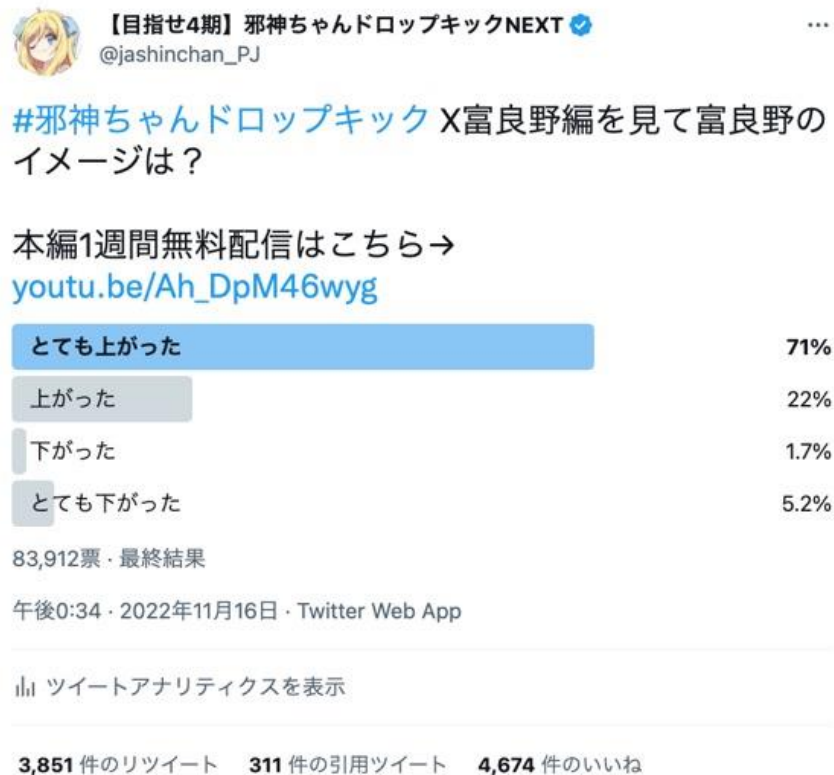 【目指せ4期】邪神ちゃんドロップキックNEXT
@jashinchan_PJ
#邪神ちゃんドロップキック X富良野編を見て富良野の
イメージは？
本編1週間無料配信はこちら→
youtu.be/Ah_DpM46wyg
とても上がった 71%
上がった 22%
下がった 1.7%
とても下がった 5.2%
83,912票 · 最終結果
午後0:34 · 2022年11月16日 · Twitter Web App
ツイートアナリティクスを表示
3,851 件のリツイート 311 件の引用ツイート 4,674 件のいいね